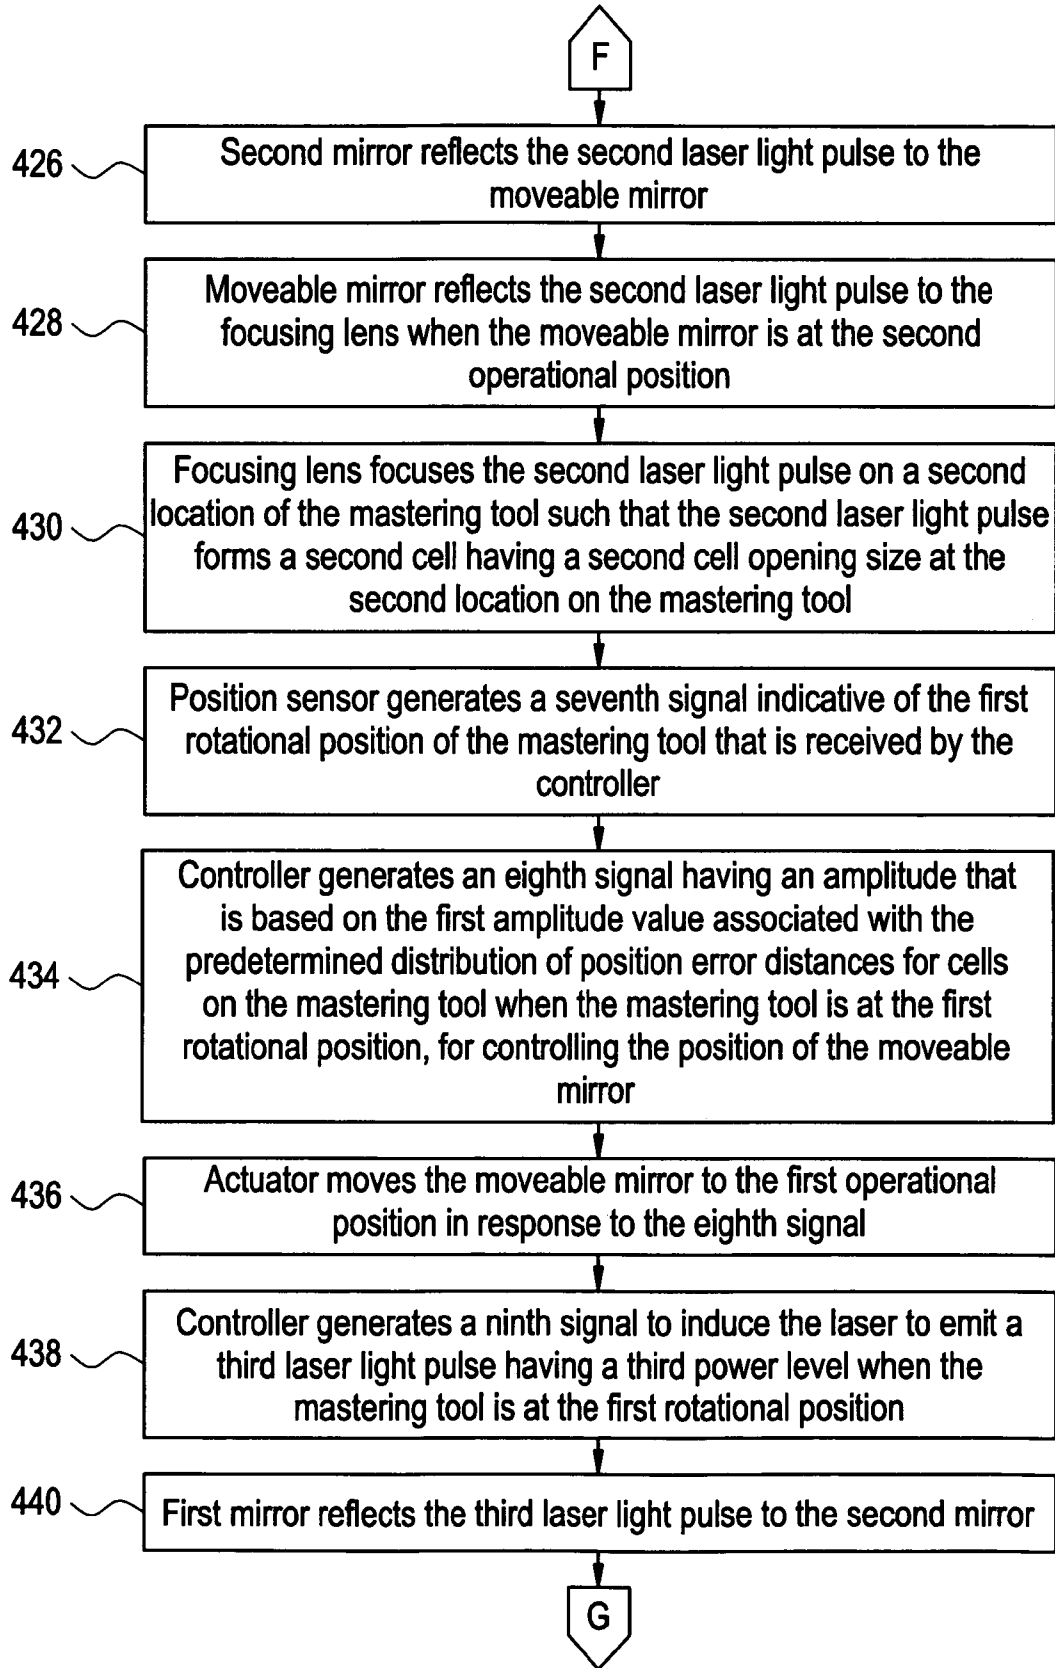 F
426
Second mirror reflects the second laser light pulse to the
moveable mirror
428
Moveable mirror reflects the second laser light pulse to the
focusing lens when the moveable mirror is at the second
operational position
430
Focusing lens focuses the second laser light pulse on a second
location of the mastering tool such that the second laser light pulse
forms a second cell having a second cell opening size at the
second location on the mastering tool
432
Position sensor generates a seventh signal indicative of the first
rotational position of the mastering tool that is received by the
controller
434
Controller generates an eighth signal having an amplitude that
is based on the first amplitude value associated with the
predetermined distribution of position error distances for cells
on the mastering tool when the mastering tool is at the first
rotational position, for controlling the position of the moveable
mirror
436
Actuator moves the moveable mirror to the first operational
position in response to the eighth signal
438
Controller generates a ninth signal to induce the laser to emit a
third laser light pulse having a third power level when the
mastering tool is at the first rotational position
440
First mirror reflects the third laser light pulse to the second mirror
G